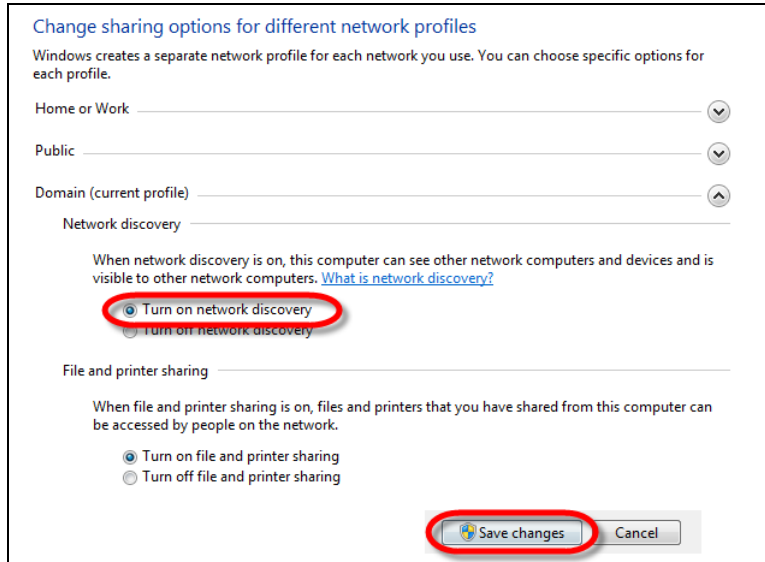 Change sharing options for different network profiles
Windows creates a separate network profile for each network you use. You can choose specific options for
each profile.
Home or Work
Public
Domain (current profile)
Network discovery
When network discovery is on, this computer can see other network computers and devices and is
visible to other network computers. What is network discovery?
Turn on network discovery
Turn off network discovery
File and printer sharing
When file and printer sharing is on, files and printers that you have shared from this computer can
be accessed by people on the network.
Turn on file and printer sharing
Turn off file and printer sharing
Save changes Cancel